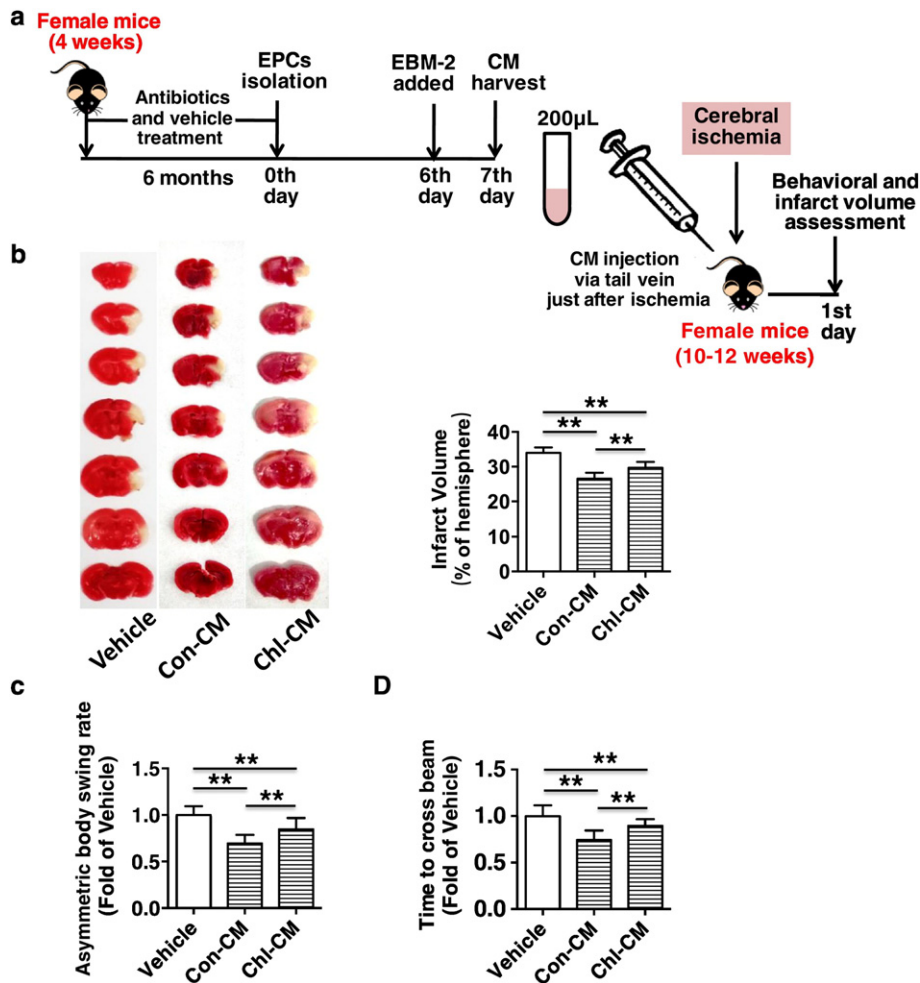 a
Female mice
(4 weeks)
Antibiotics
and vehicle
treatment
EPCs
isolation
EBM-2
added
CM
harvest
6 months
0th
day
6th
day
7th
day
200μL
Cerebral
ischemia
CM injection
via tail vein
just after ischemia
Behavioral and
infarct volume
assessment
1st
day
Female mice
(10-12 weeks)
b
Vehicle
Con-CM
Chl-CM
Infarct Volume
(% of hemisphere)
40
30
20
10
0
**
**
**
Vehicle
Con-CM
Chl-CM
c
Asymmetric body swing rate
(Fold of Vehicle)
1.5
1.0
0.5
0.0
**
**
**
Vehicle
Con-CM
Chl-CM
D
Time to cross beam
(Fold of Vehicle)
1.5
1.0
0.5
0.0
**
**
**
Vehicle
Con-CM
Chl-CM